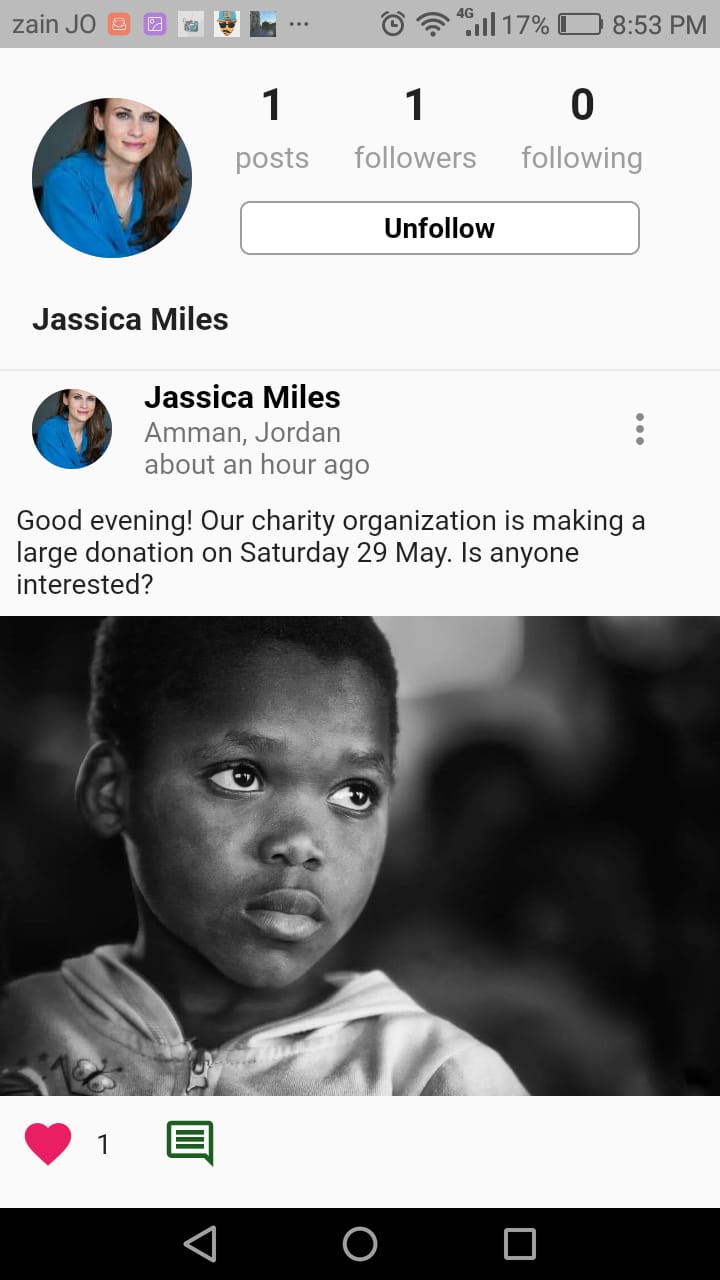 zain JO 4G 17% 8:53 PM
1 1 0
posts followers following
Unfollow
Jassica Miles
Jassica Miles
Amman, Jordan
about an hour ago
Good evening! Our charity organization is making a
large donation on Saturday 29 May. Is anyone
interested?
1